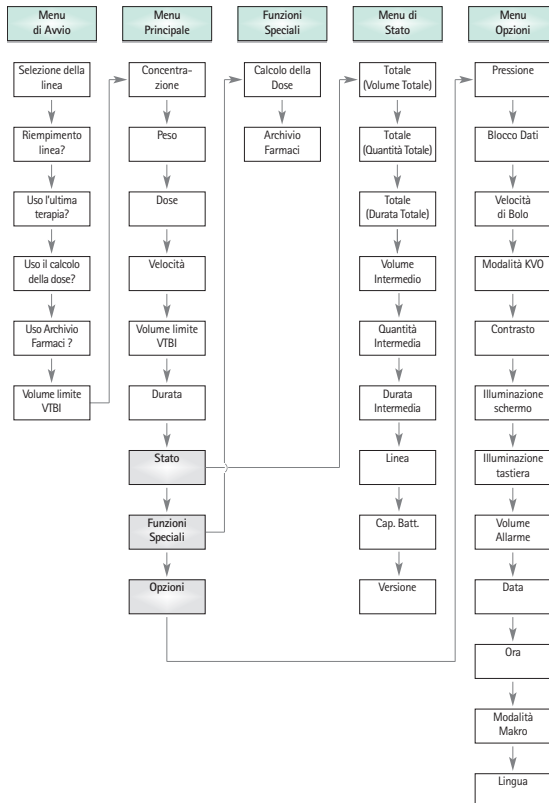 Menu
di Avvio
Menu
Principale
Funzioni
Speciali
Menu di
Stato
Menu
Opzioni
Selezione della
linea
Riempimento
linea?
Uso l'ultima
terapia?
Uso il calcolo
della dose?
Uso Archivio
Farmaci ?
Volume limite
VTBI
Concentra-
zione
Peso
Dose
Velocità
Volume limite
VTBI
Durata
Stato
Funzioni
Speciali
Opzioni
Calcolo della
Dose
Archivio
Farmaci
Totale
(Volume Totale)
Totale
(Quantità Totale)
Totale
(Durata Totale)
Volume
Intermedio
Quantità
Intermedia
Durata
Intermedia
Linea
Cap. Batt.
Versione
Pressione
Blocco Dati
Velocità
di Bolo
Modalità KVO
Contrasto
Illuminazione
schermo
Illuminazione
tastiera
Volume
Allarme
Data
Ora
Modalità
Makro
Lingua